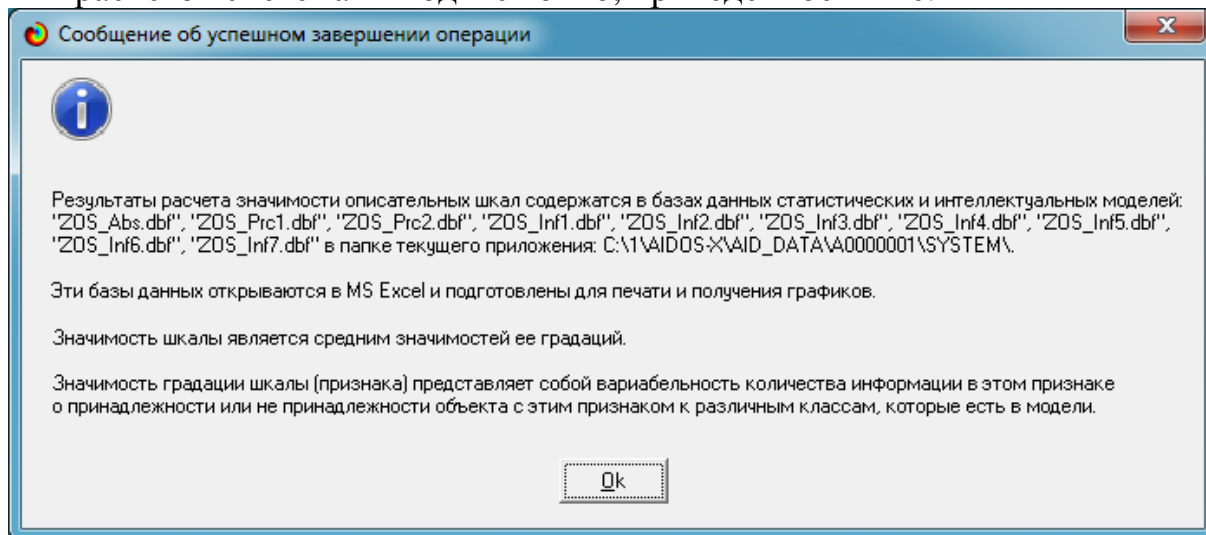 Сообщение об успешном завершении операции
Результаты расчета значимости описательных шкал содержатся в базах данных статистических и интеллектуальных моделей:
"ZOS_Abs.dbf", "ZOS_Prc1.dbf", "ZOS_Prc2.dbf", "ZOS_Inf1.dbf", "ZOS_Inf2.dbf", "ZOS_Inf3.dbf", "ZOS_Inf4.dbf", "ZOS_Inf5.dbf",
"ZOS_Inf6.dbf", "ZOS_Inf7.dbf" в папке текущего приложения: C:\1\AIDOS-X\AID_DATA\A0000001\SYSTEM\.
Эти базы данных открываются в MS Excel и подготовлены для печати и получения графиков.
Значимость шкалы является средним значимостей ее градаций.
Значимость градации шкалы (признака) представляет собой вариабельность количества информации в этом признаке
о принадлежности или не принадлежности объекта с этим признаком к различным классам, которые есть в модели.
Ok